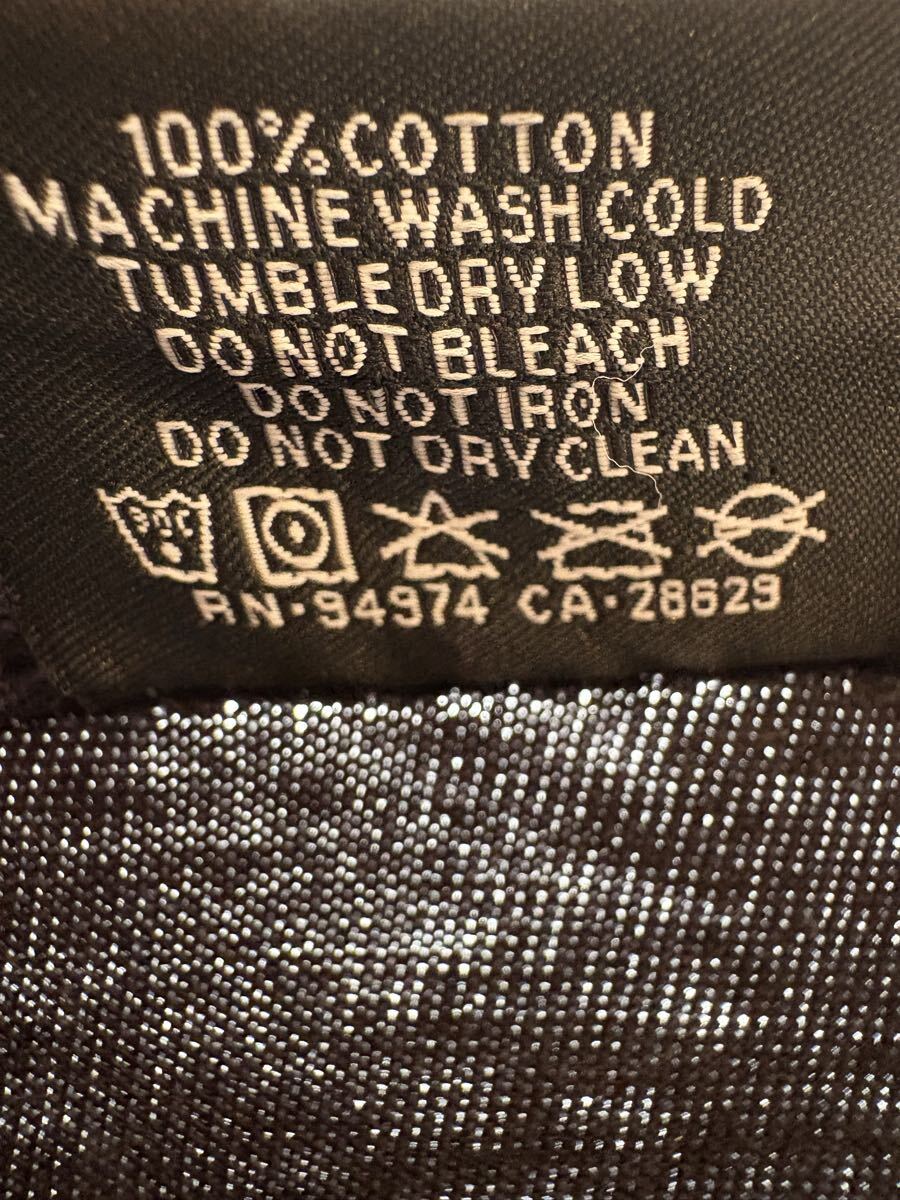 100% COTTON
MACHINE WASH COLD
TUMBLE DRY LOW
DO NOT BLEACH
DO NOT IRON
DO NOT DRY CLEAN
30C
RN·94974 CA·28629